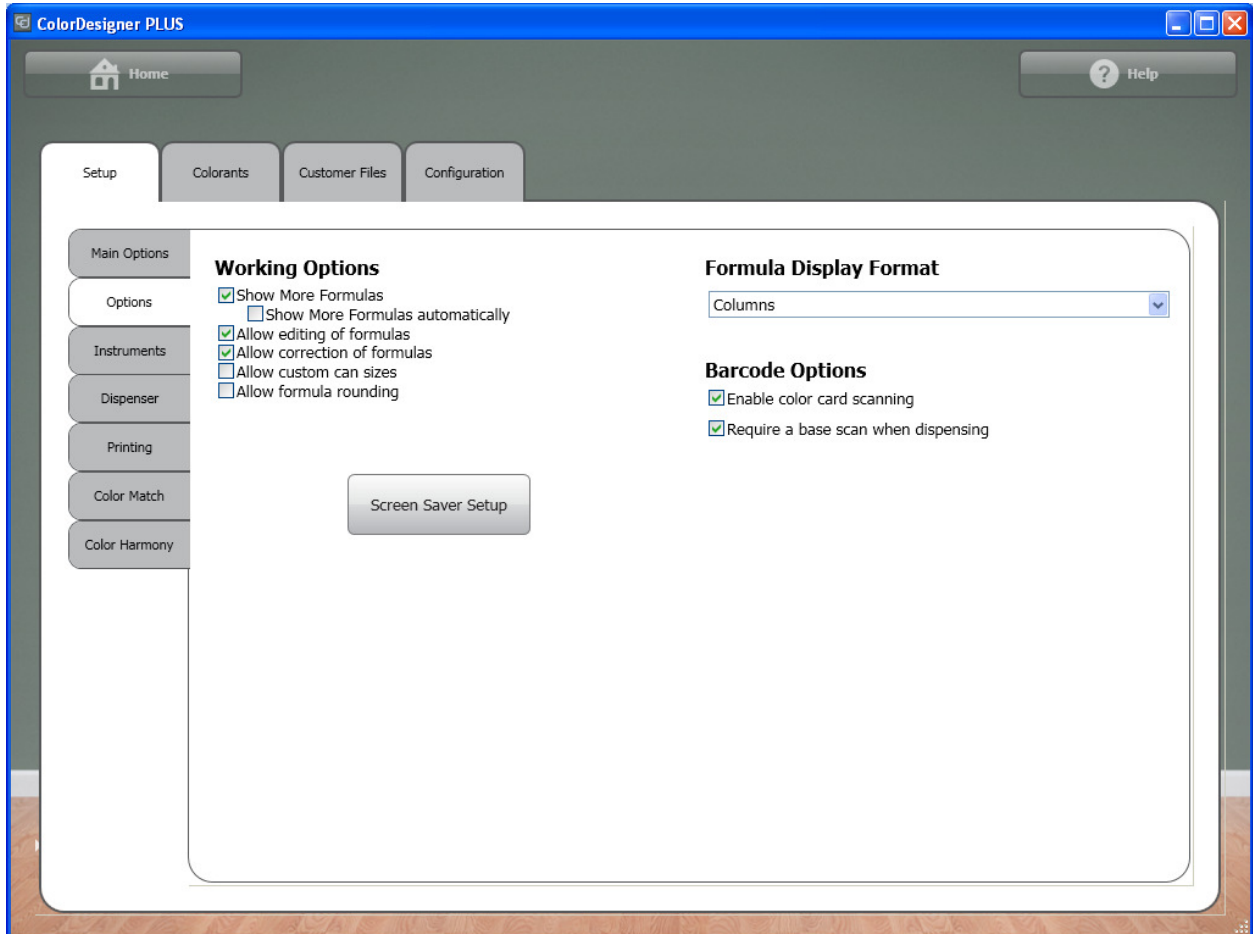 ColorDesigner PLUS
Home
Help
Setup
Colorants
Customer Files
Configuration
Main Options
Options
Instruments
Dispenser
Printing
Color Match
Color Harmony
Working Options
Show More Formulas
Show More Formulas automatically
Allow editing of formulas
Allow correction of formulas
Allow custom can sizes
Allow formula rounding
Screen Saver Setup
Formula Display Format
Columns
Barcode Options
Enable color card scanning
Require a base scan when dispensing